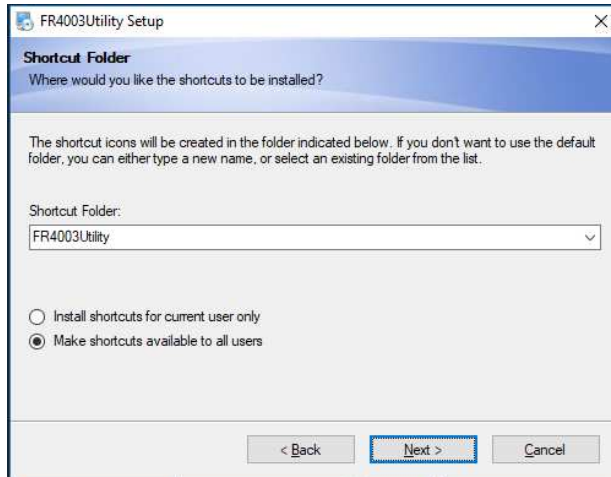 FR4003Utility Setup
Shortcut Folder
Where would you like the shortcuts to be installed?
The shortcut icons will be created in the folder indicated below. If you don't want to use the default
folder, you can either type a new name, or select an existing folder from the list.
Shortcut Folder:
FR4003Utility
Install shortcuts for current user only
Make shortcuts available to all users
< Back Next > Cancel